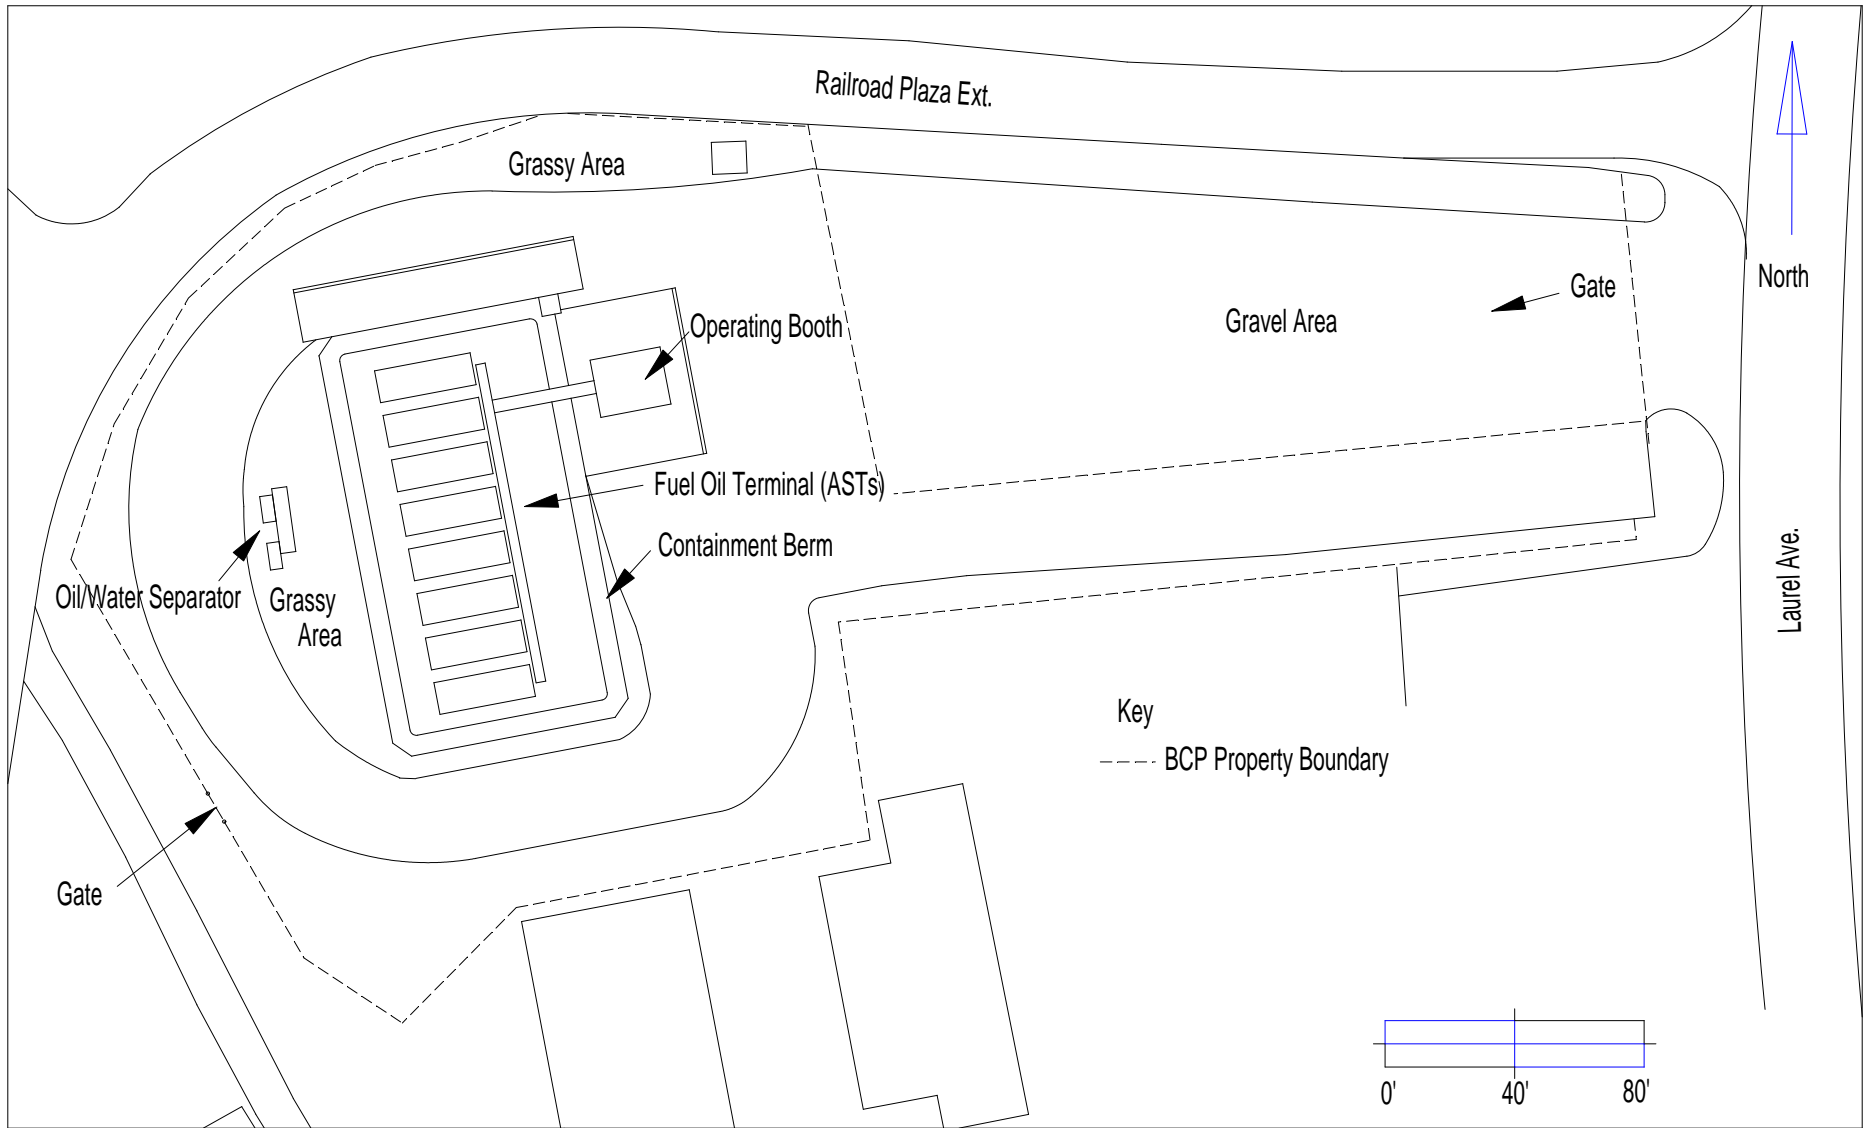 Railroad Plaza Ext.
Grassy Area
North
Gate
Gravel Area
Operating Booth
Fuel Oil Terminal (ASTs)
Containment Berm
Oil/Water Separator
Grassy
Area
Laurel Ave.
Key
BCP Property Boundary
Gate
0' 40' 80'